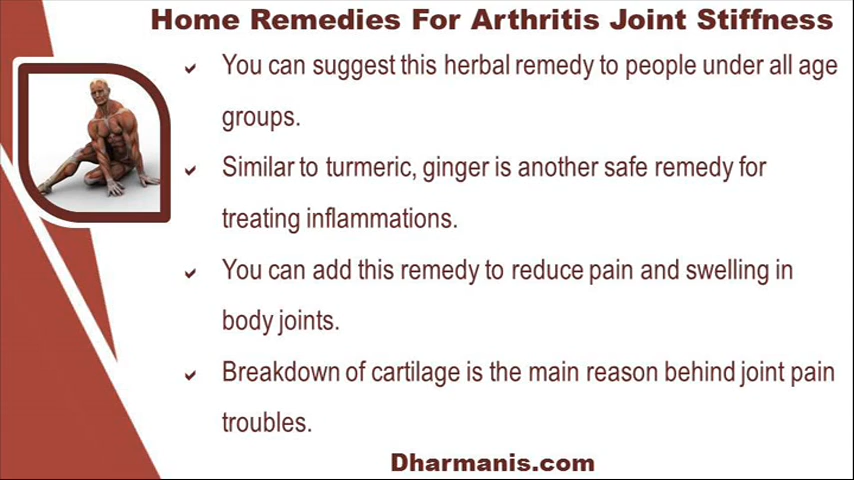 Home Remedies For Arthritis Joint Stiffness
You can suggest this herbal remedy to people under all age
groups.
Similar to turmeric, ginger is another safe remedy for
treating inflammations.
You can add this remedy to reduce pain and swelling in
body joints.
Breakdown of cartilage is the main reason behind joint pain
troubles.
Dharmanis.com